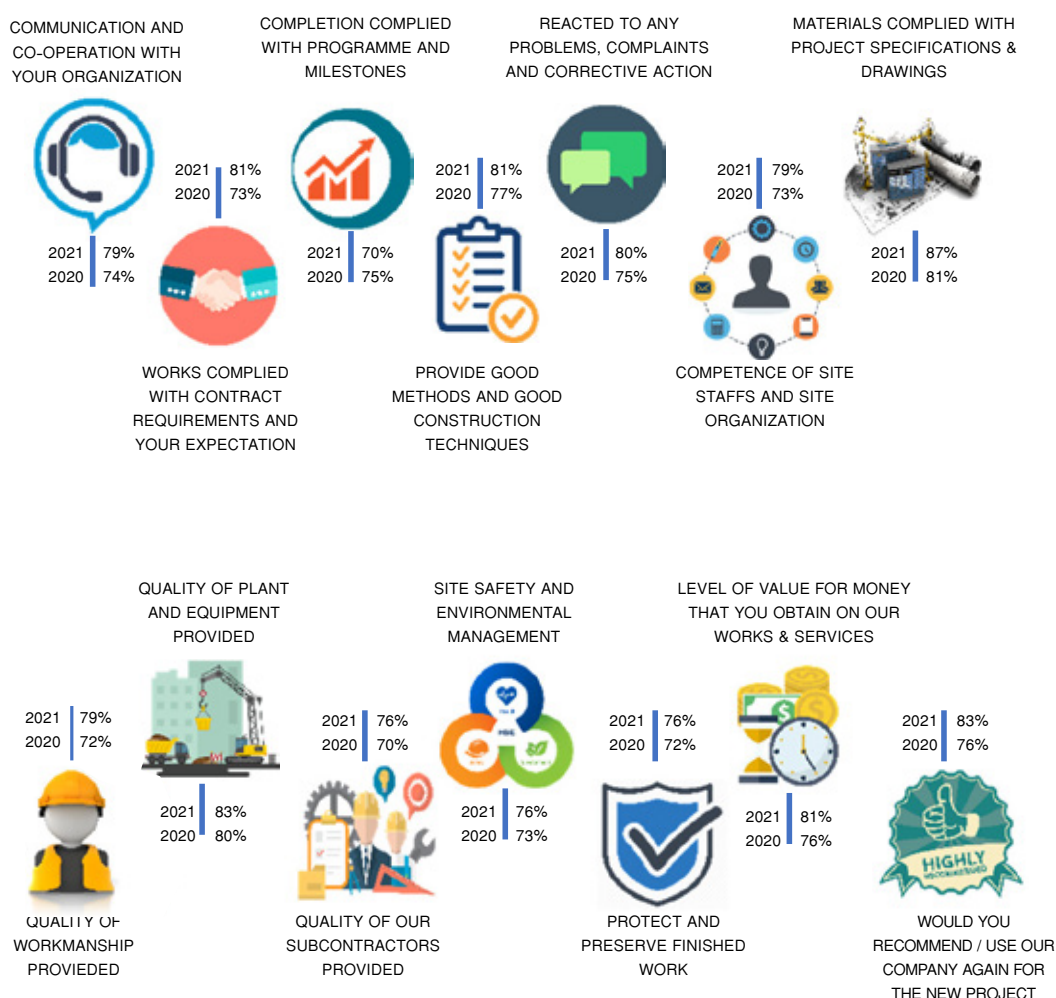 COMMUNICATION AND
CO-OPERATION WITH
YOUR ORGANIZATION
2021 79%
2020 74%
2021 81%
2020 73%
WORKS COMPLIED
WITH CONTRACT
REQUIREMENTS AND
YOUR EXPECTATION
COMPLETION COMPLIED
WITH PROGRAMME AND
MILESTONES
2021 70%
2020 75%
2021 81%
2020 77%
PROVIDE GOOD
METHODS AND GOOD
CONSTRUCTION
TECHNIQUES
REACTED TO ANY
PROBLEMS, COMPLAINTS
AND CORRECTIVE ACTION
2021 80%
2020 75%
2021 79%
2020 73%
COMPETENCE OF SITE
STAFFS AND SITE
ORGANIZATION
MATERIALS COMPLIED WITH
PROJECT SPECIFICATIONS &
DRAWINGS
2021 87%
2020 81%
2021 79%
2020 72%
QUALITY OF
WORKMANSHIP
PROVIEDED
QUALITY OF PLANT
AND EQUIPMENT
PROVIDED
2021 83%
2020 80%
2021 76%
2020 70%
QUALITY OF OUR
SUBCONTRACTORS
PROVIDED
SITE SAFETY AND
ENVIRONMENTAL
MANAGEMENT
2021 76%
2020 73%
2021 76%
2020 72%
PROTECT AND
PRESERVE FINISHED
WORK
LEVEL OF VALUE FOR MONEY
THAT YOU OBTAIN ON OUR
WORKS & SERVICES
2021 81%
2020 76%
2021 83%
2020 76%
HIGHLY
RECOMMENDED
WOULD YOU
RECOMMEND / USE OUR
COMPANY AGAIN FOR
THE NEW PROJECT